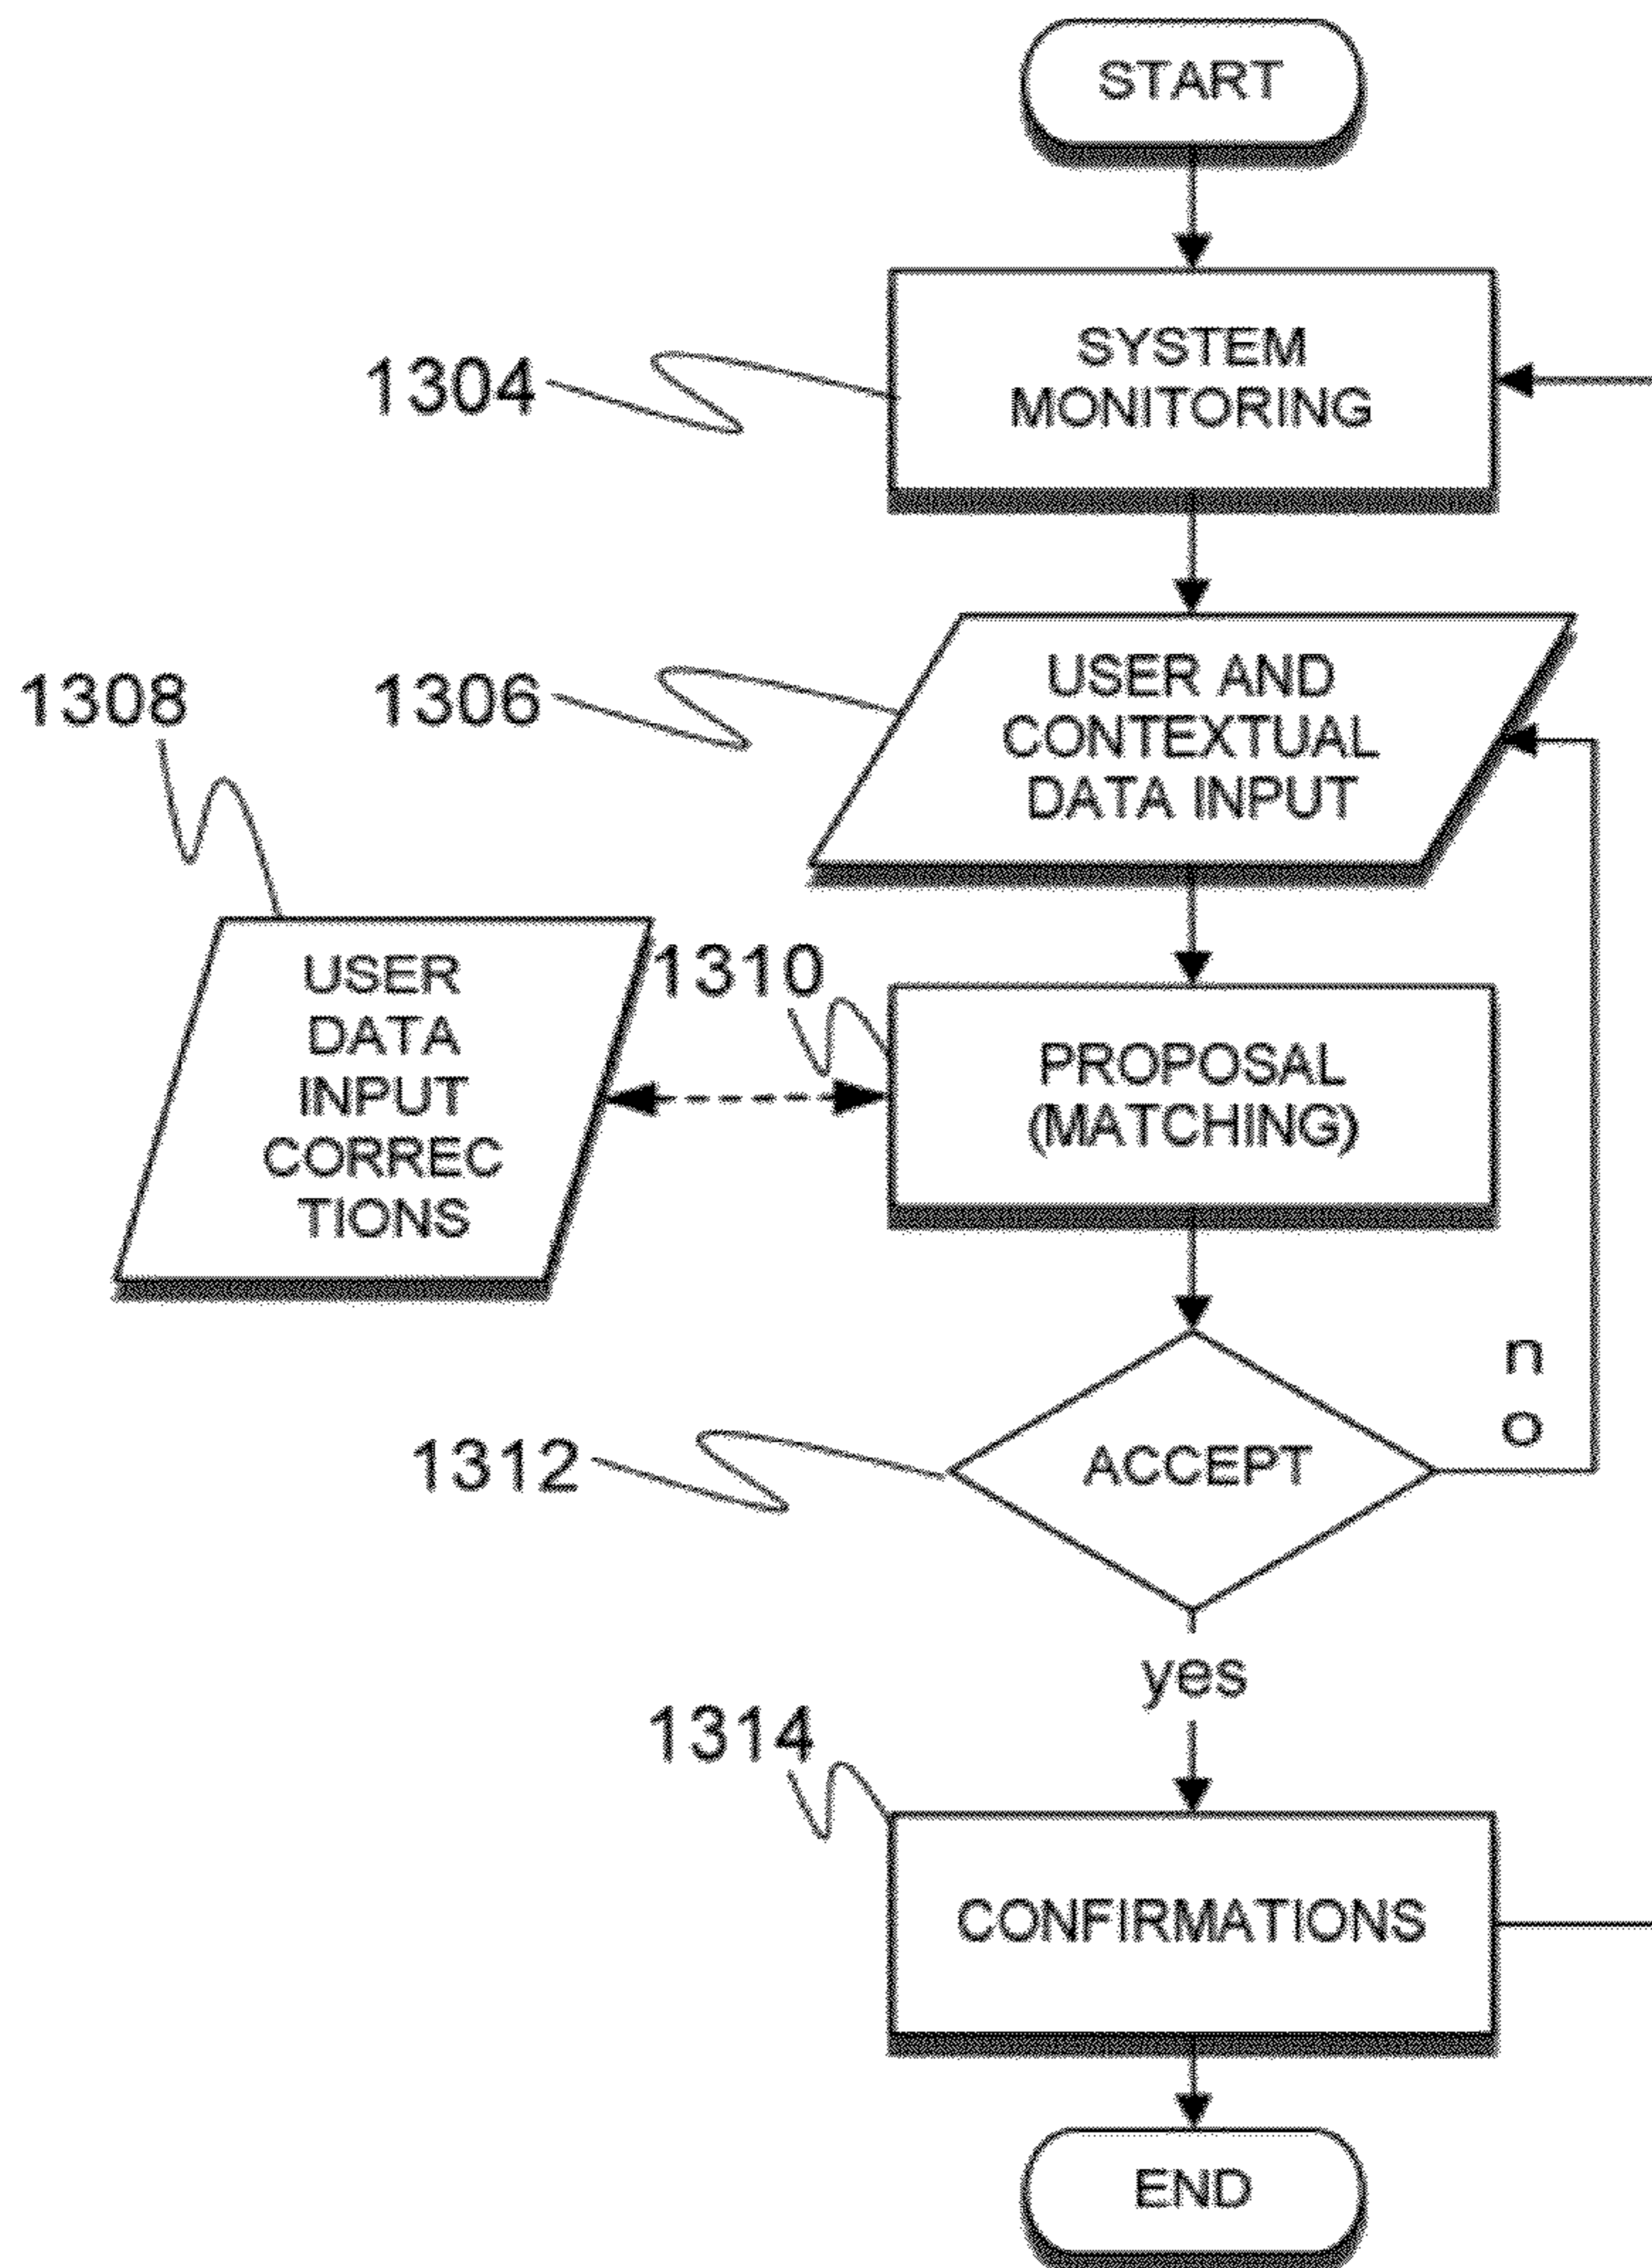 START
1304
SYSTEM
MONITORING
1308
1306
USER AND
CONTEXTUAL
DATA INPUT
USER
DATA
INPUT
CORREC
TIONS
1310
PROPOSAL
(MATCHING)
n
o
1312
ACCEPT
yes
1314
CONFIRMATIONS
END